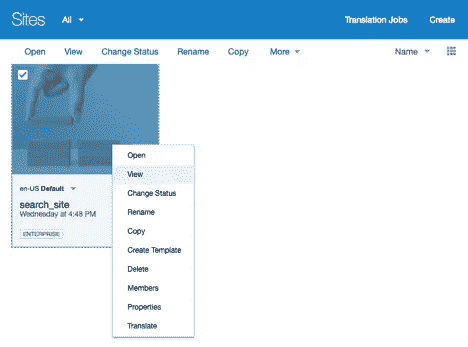 Sites All Translation Jobs Create
Open View Change Status Rename Copy More Name
en-US Default
search_site
Wednesday at 4:48 PM
ENTERPRISE
Open
View
Change Status
Rename
Copy
Create Template
Delete
Members
Properties
Translate